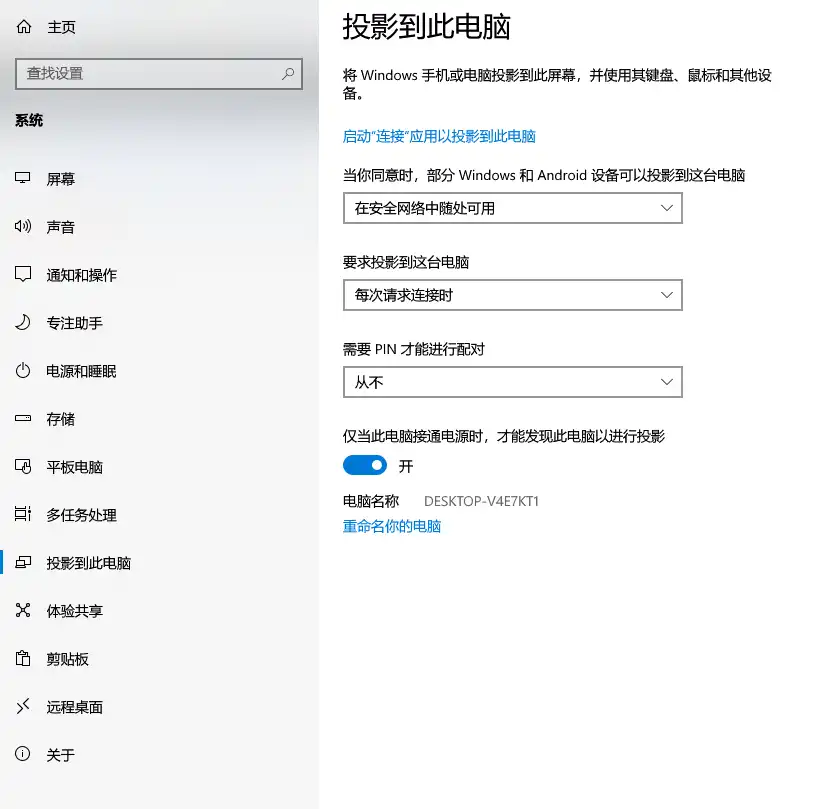 主页
查找设置
系统
屏幕
声音
通知和操作
专注助手
电源和睡眠
存储
平板电脑
多任务处理
投影到此电脑
体验共享
剪贴板
远程桌面
关于
投影到此电脑
将 Windows 手机或电脑投影到此屏幕，并使用其键盘、鼠标和其他设
备。
启动"连接"应用以投影到此电脑
当你同意时，部分 Windows 和 Android 设备可以投影到这台电脑
在安全网络中随处可用
要求投影到这台电脑
每次请求连接时
需要 PIN 才能进行配对
从不
仅当此电脑接通电源时，才能发现此电脑以进行投影
开
电脑名称 DESKTOP-V4E7KT1
重命名你的电脑